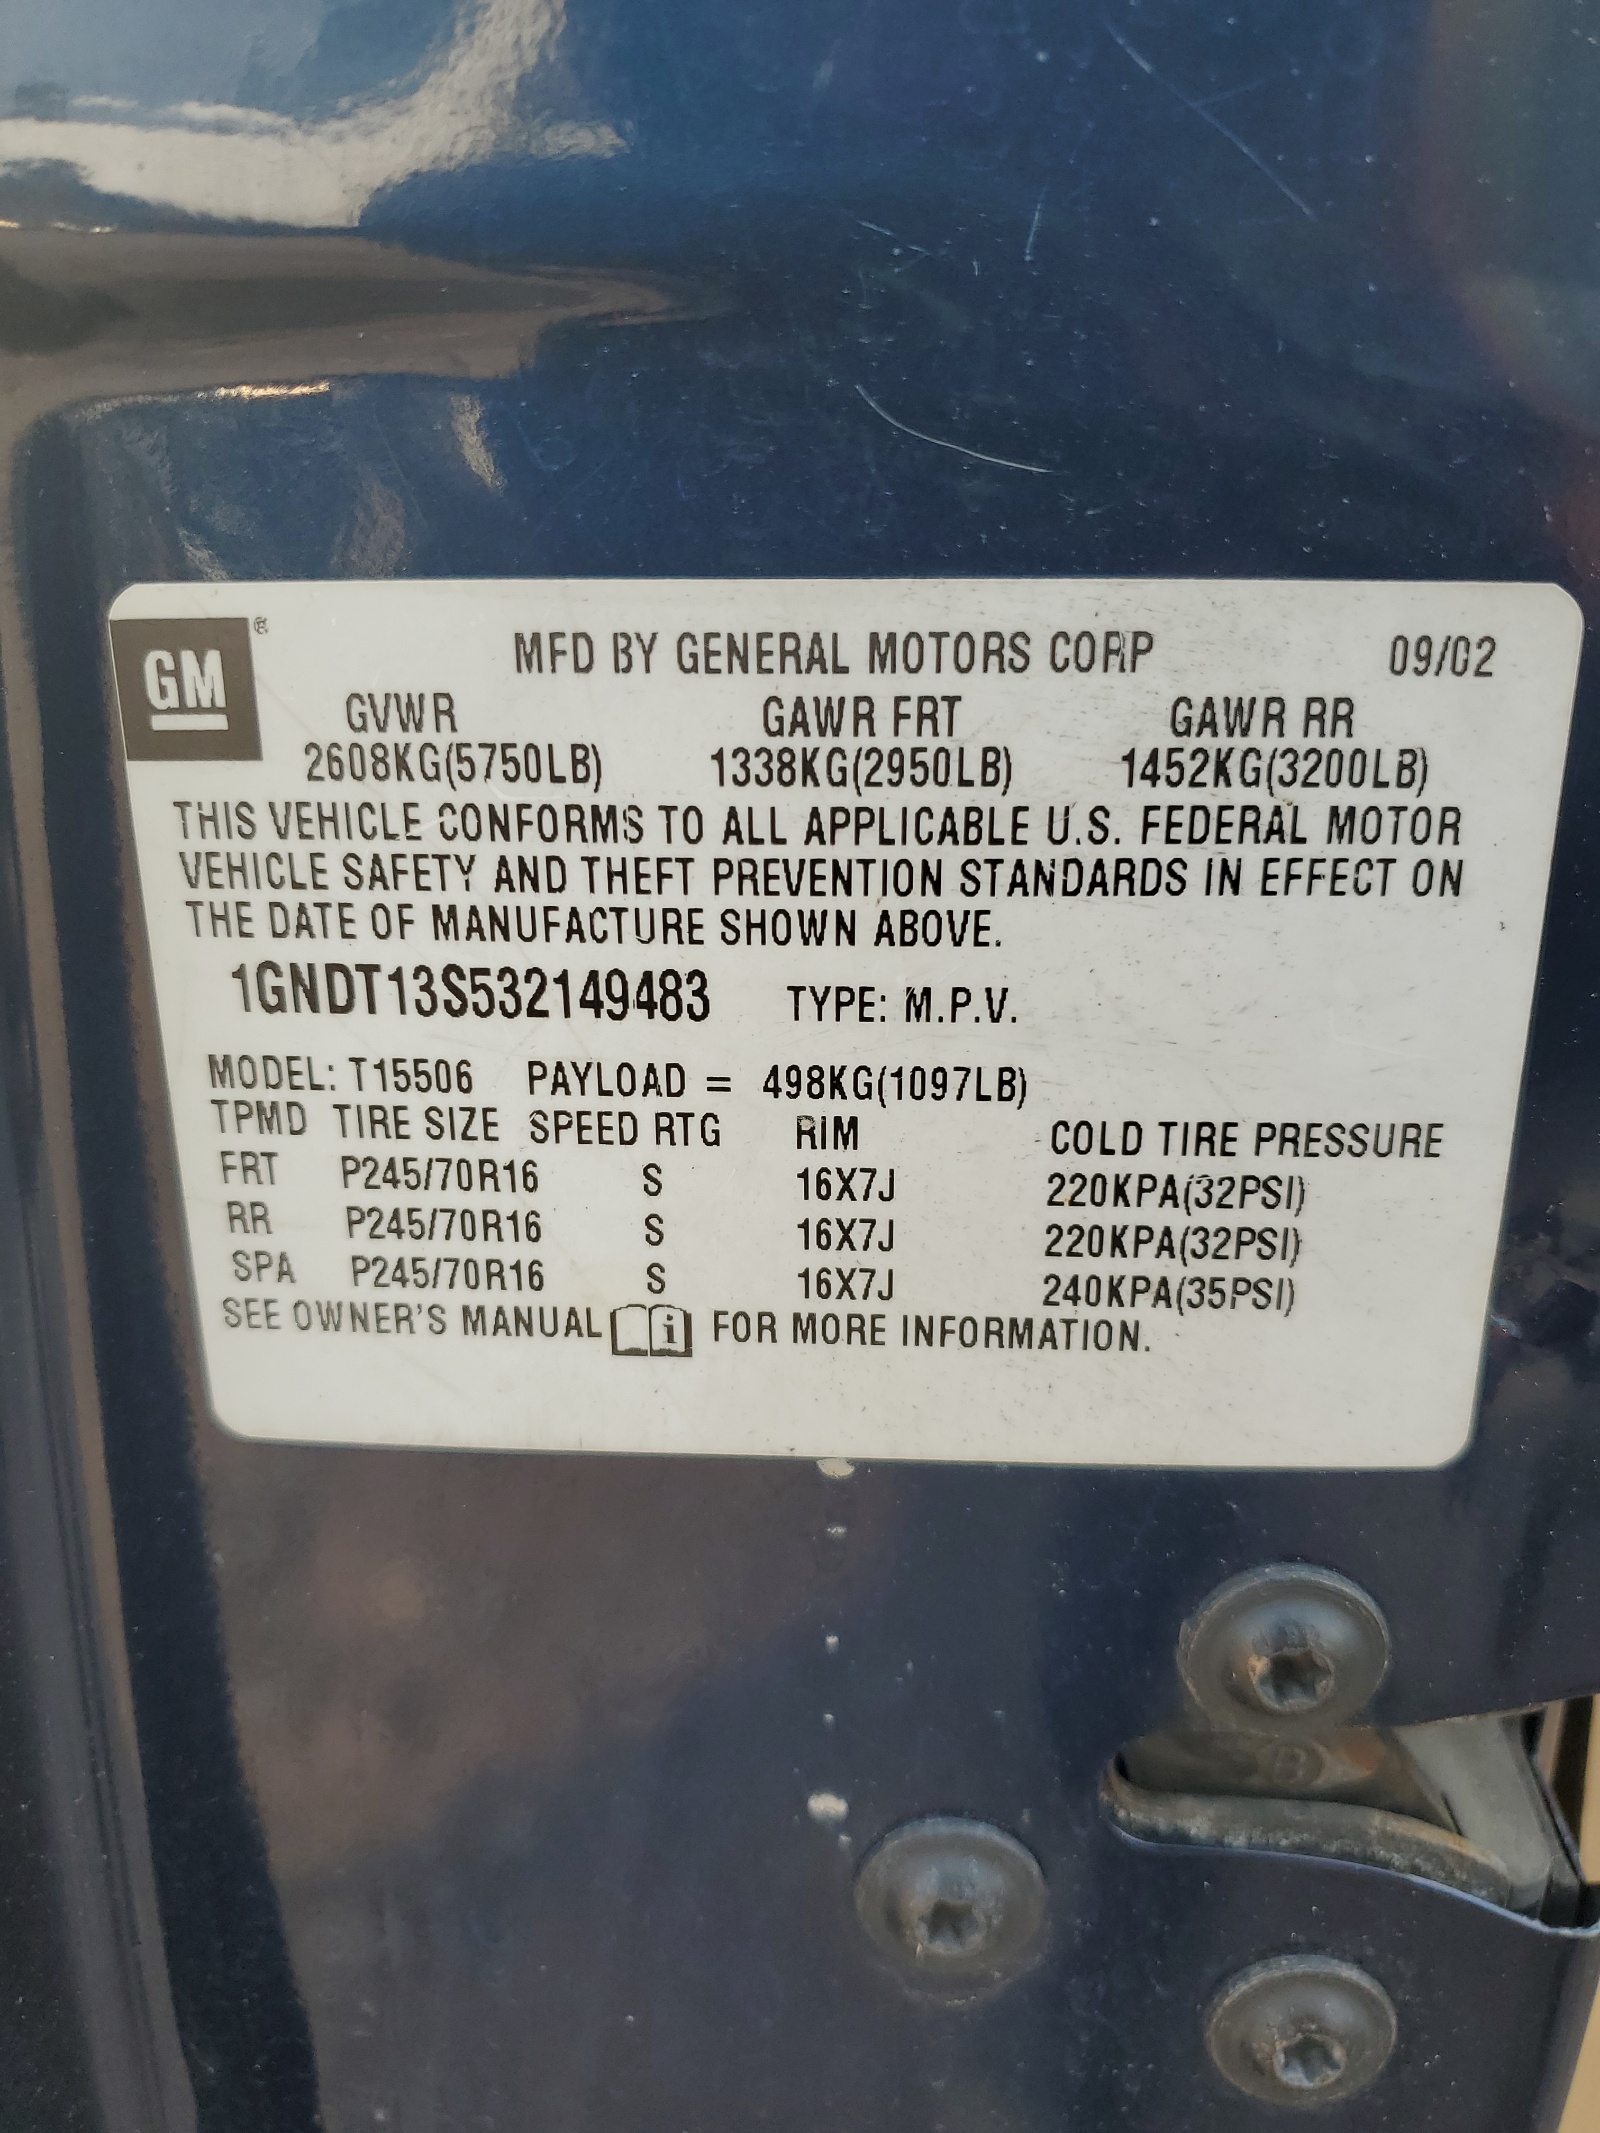 GM ®
MFD BY GENERAL MOTORS CORP 09/02
GVWR GAWR FRT GAWR RR
2608KG(5750LB) 1338KG(2950LB) 1452KG(3200LB)
THIS VEHICLE CONFORMS TO ALL APPLICABLE U.S. FEDERAL MOTOR
VEHICLE SAFETY AND THEFT PREVENTION STANDARDS IN EFFECT ON
THE DATE OF MANUFACTURE SHOWN ABOVE.
1GNDT13S532149483 TYPE: M.P.V.
MODEL: T15506 PAYLOAD = 498KG(1097LB)
TPMD TIRE SIZE SPEED RTG RIM COLD TIRE PRESSURE
FRT P245/70R16 S 16X7J 220KPA(32PSI)
RR P245/70R16 S 16X7J 220KPA(32PSI)
SPA P245/70R16 S 16X7J 240KPA(35PSI)
SEE OWNER'S MANUAL i FOR MORE INFORMATION.